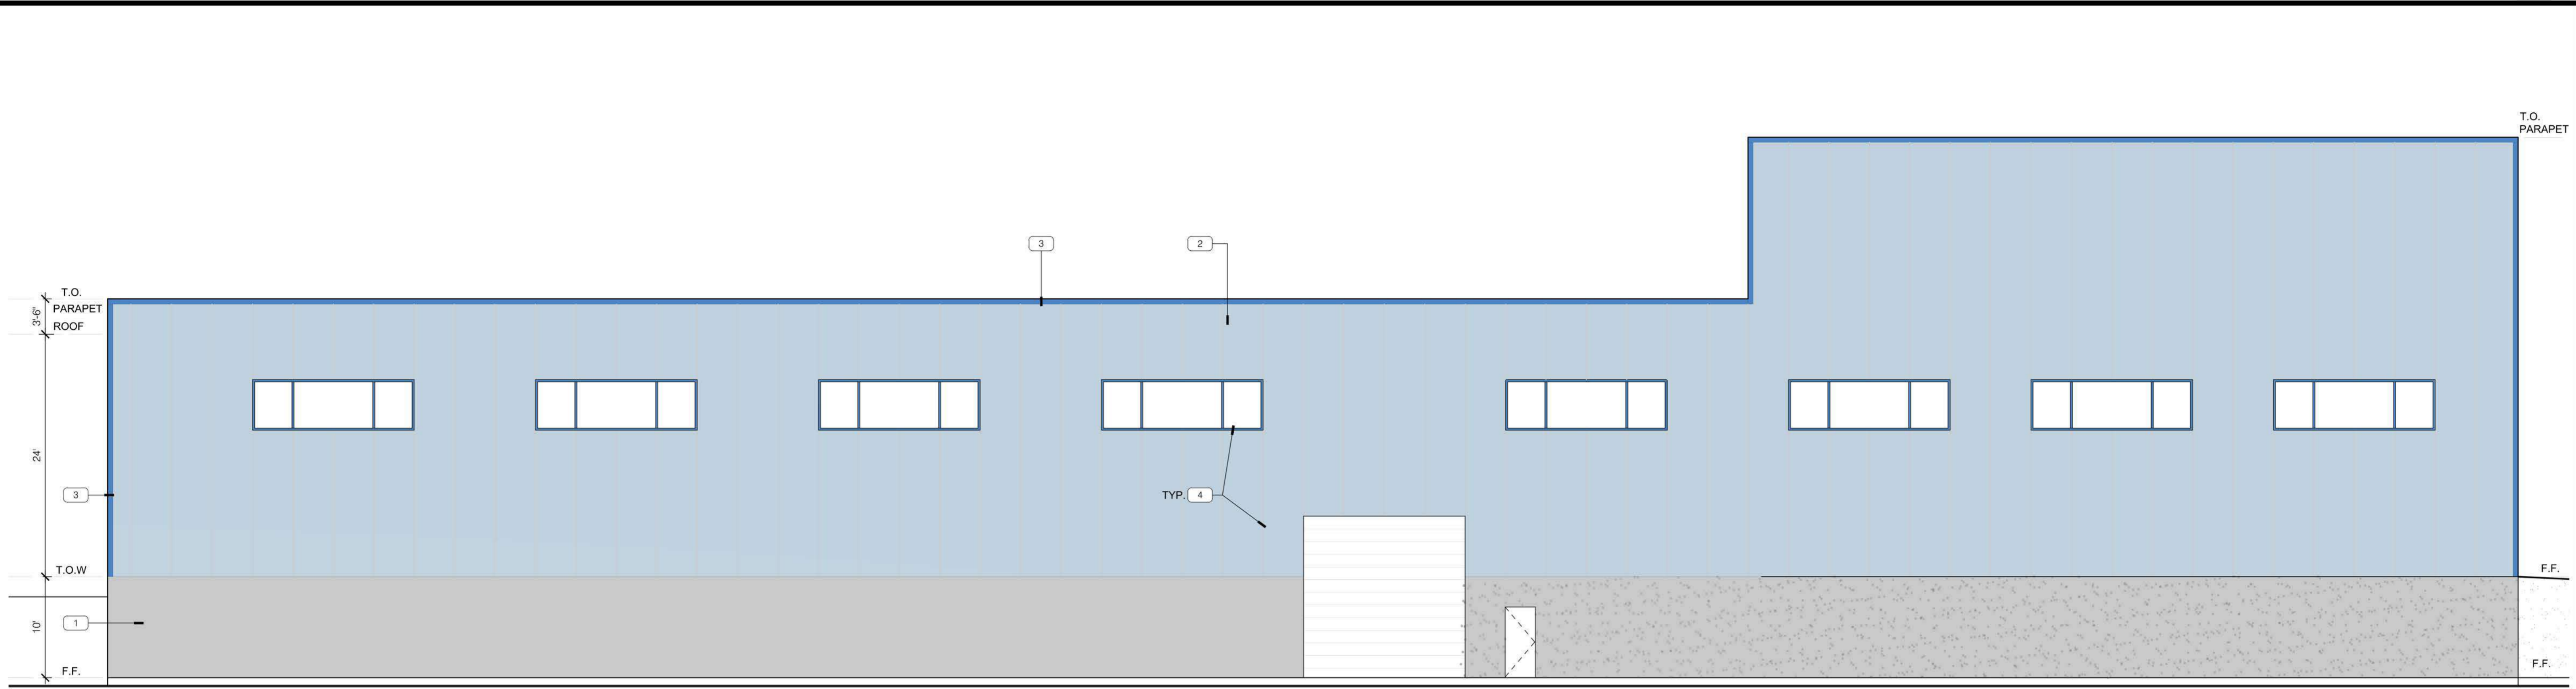 T.O.
PARAPET
3
2
T.O.
PARAPET
3'-6"
ROOF
24'
3
TYP. 4
T.O.W
F.F.
10'
1
F.F.
F.F.